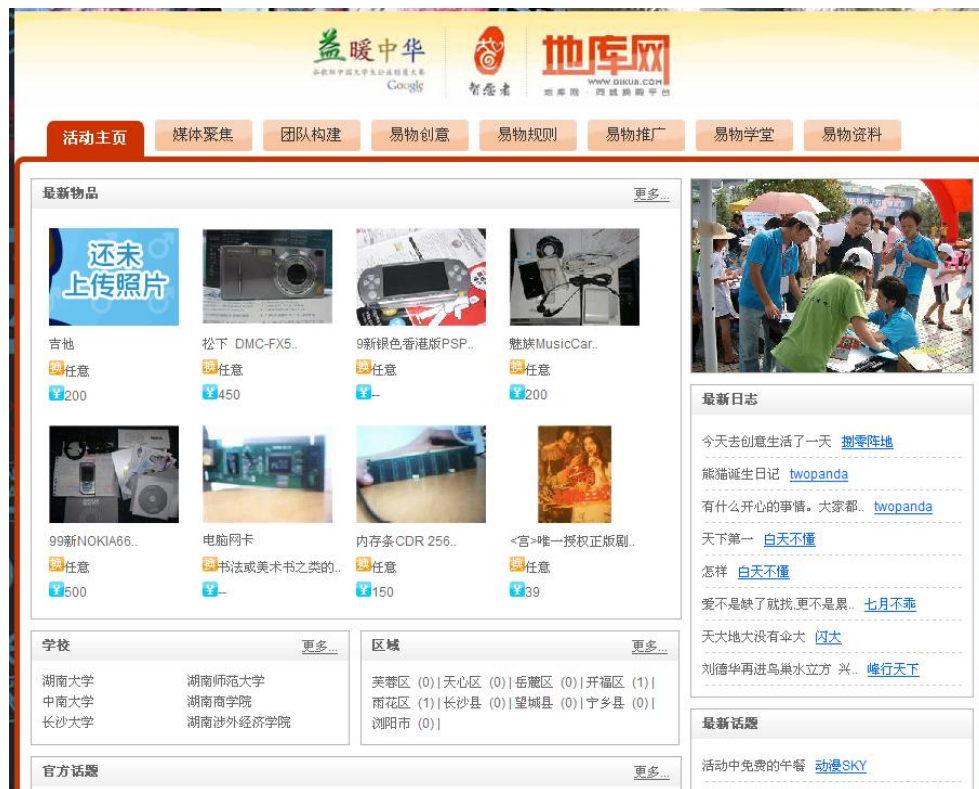 益暖中华
谷歌杯中国大学生公益创意大赛
Google
智愿者
地库网
WWW.DIKU8.COM
活动主页 媒体聚焦 团队构建 易物创意 易物规则 易物推广 易物学堂 易物资料
最新物品 更多...
还未
上传照片
吉他 松下 DMC-FX5.. 9新银色香港版PSP.. 魅族MusicCar..
换任意 换任意 换任意 换任意
¥200 ¥450 ¥-- ¥200
99新NOKIA66.. 电脑网卡 内存条CDR 256.. <宫>唯一授权正版剧..
换任意 换书法或美术书之类的.. 换任意 换任意
¥500 ¥-- ¥150 ¥39
学校 更多...
湖南大学 湖南师范大学
中南大学 湖南商学院
长沙大学 湖南涉外经济学院
区域 更多...
芙蓉区 (0)|天心区 (0)|岳麓区 (0)|开福区 (1)|
雨花区 (1)|长沙县 (0)|望城县 (0)|宁乡县 (0)|
浏阳市 (0)|
官方话题 更多...
最新日志
今天去创意生活了一天 捌零阵地
熊猫诞生日记 twopanda
有什么开心的事情。大家都.. twopanda
天下第一 白天不懂
怎样 白天不懂
爱不是缺了就找,更不是累.. 七月不乖
天大地大没有伞大 闪大
刘德华再进鸟巢水立方 兴.. 峰行天下
最新话题
活动中免费的午餐 动漫SKY